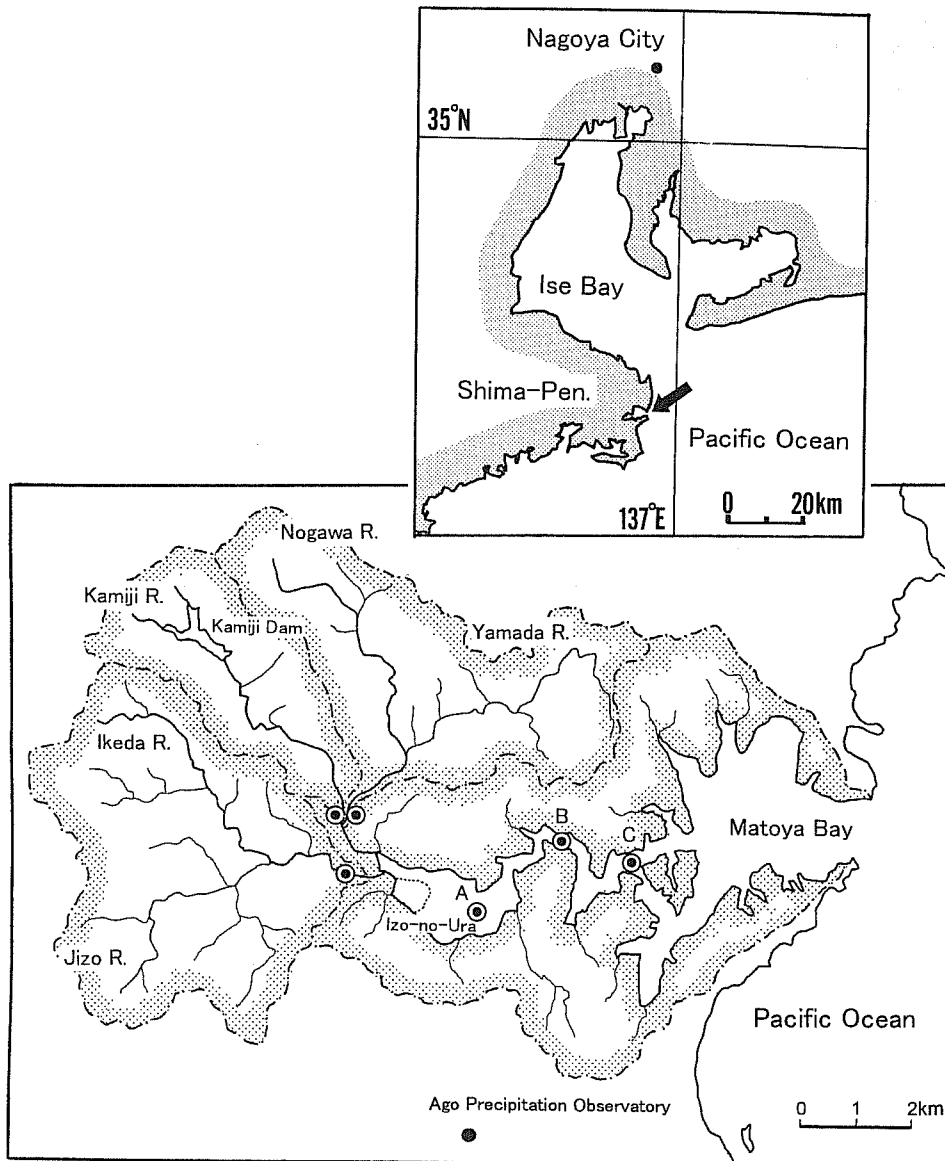 Nagoya City
35°N
Ise Bay
Shima-Pen.
Pacific Ocean
137°E
0 20km
Nogawa R.
Kamiji R.
Kamiji Dam
Yamada R.
Ikeda R.
B
C
Matoya Bay
A
Izo-no-Ura
Jizo R.
Pacific Ocean
Ago Precipitation Observatory
0 1 2km